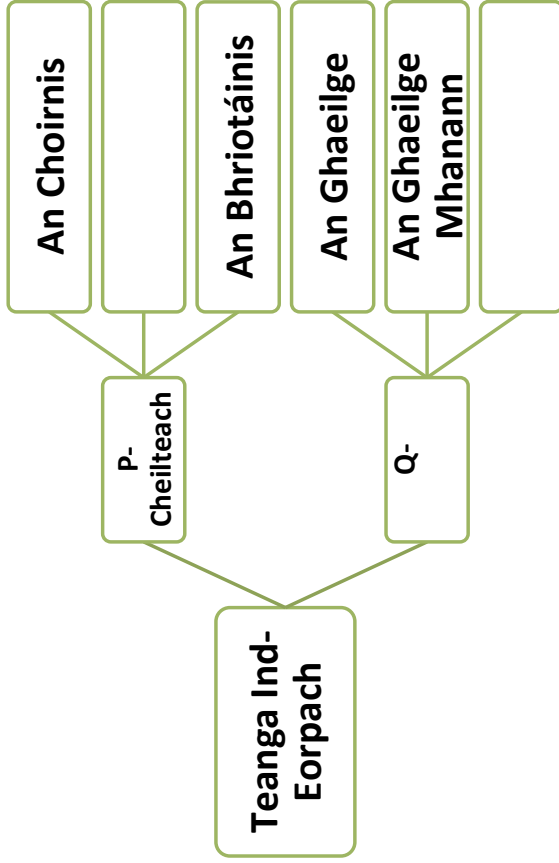 Teanga Ind-
Eorpach
P-
Cheilteach
An Choirnis
An Bhriotáinis
Q-
An Ghaeilge
An Ghaeilge
Mhanann